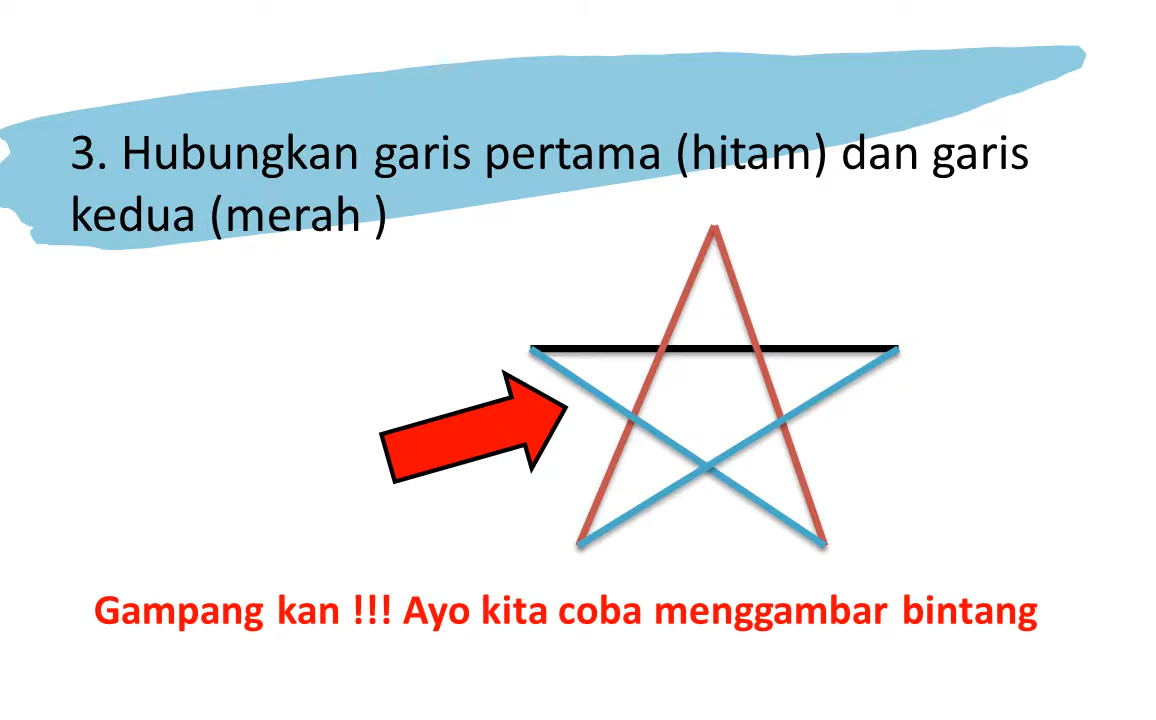 3. Hubungkan garis pertama (hitam) dan garis
kedua (merah )
Gampang kan !!! Ayo kita coba menggambar bintang